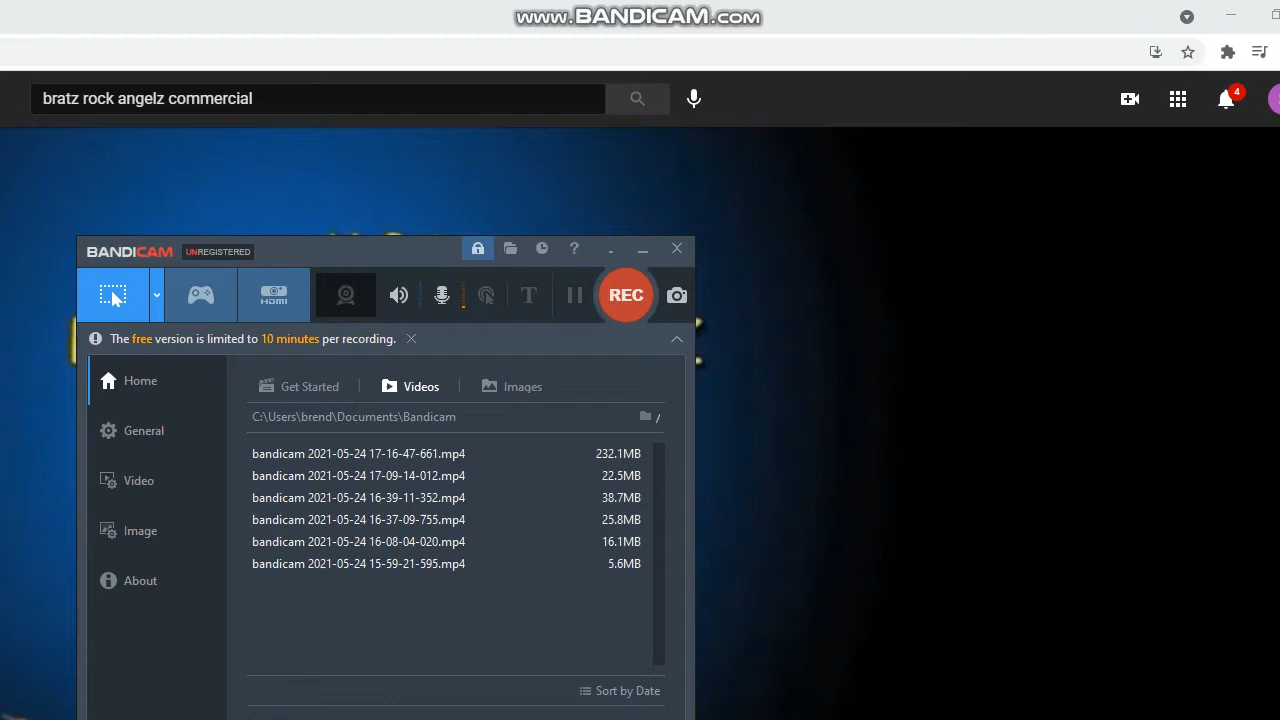 www.BANDICAM.com
bratz rock angelz commercial
4
BANDICAM UNREGISTERED
HDMI
T
REC
The free version is limited to 10 minutes per recording.
Home
Get Started
Videos
Images
C:\Users\brend\Documents\Bandicam
/
General
bandicam 2021-05-24 17-16-47-661.mp4 232.1MB
bandicam 2021-05-24 17-09-14-012.mp4 22.5MB
Video
bandicam 2021-05-24 16-39-11-352.mp4 38.7MB
bandicam 2021-05-24 16-37-09-755.mp4 25.8MB
Image
bandicam 2021-05-24 16-08-04-020.mp4 16.1MB
bandicam 2021-05-24 15-59-21-595.mp4 5.6MB
About
Sort by Date